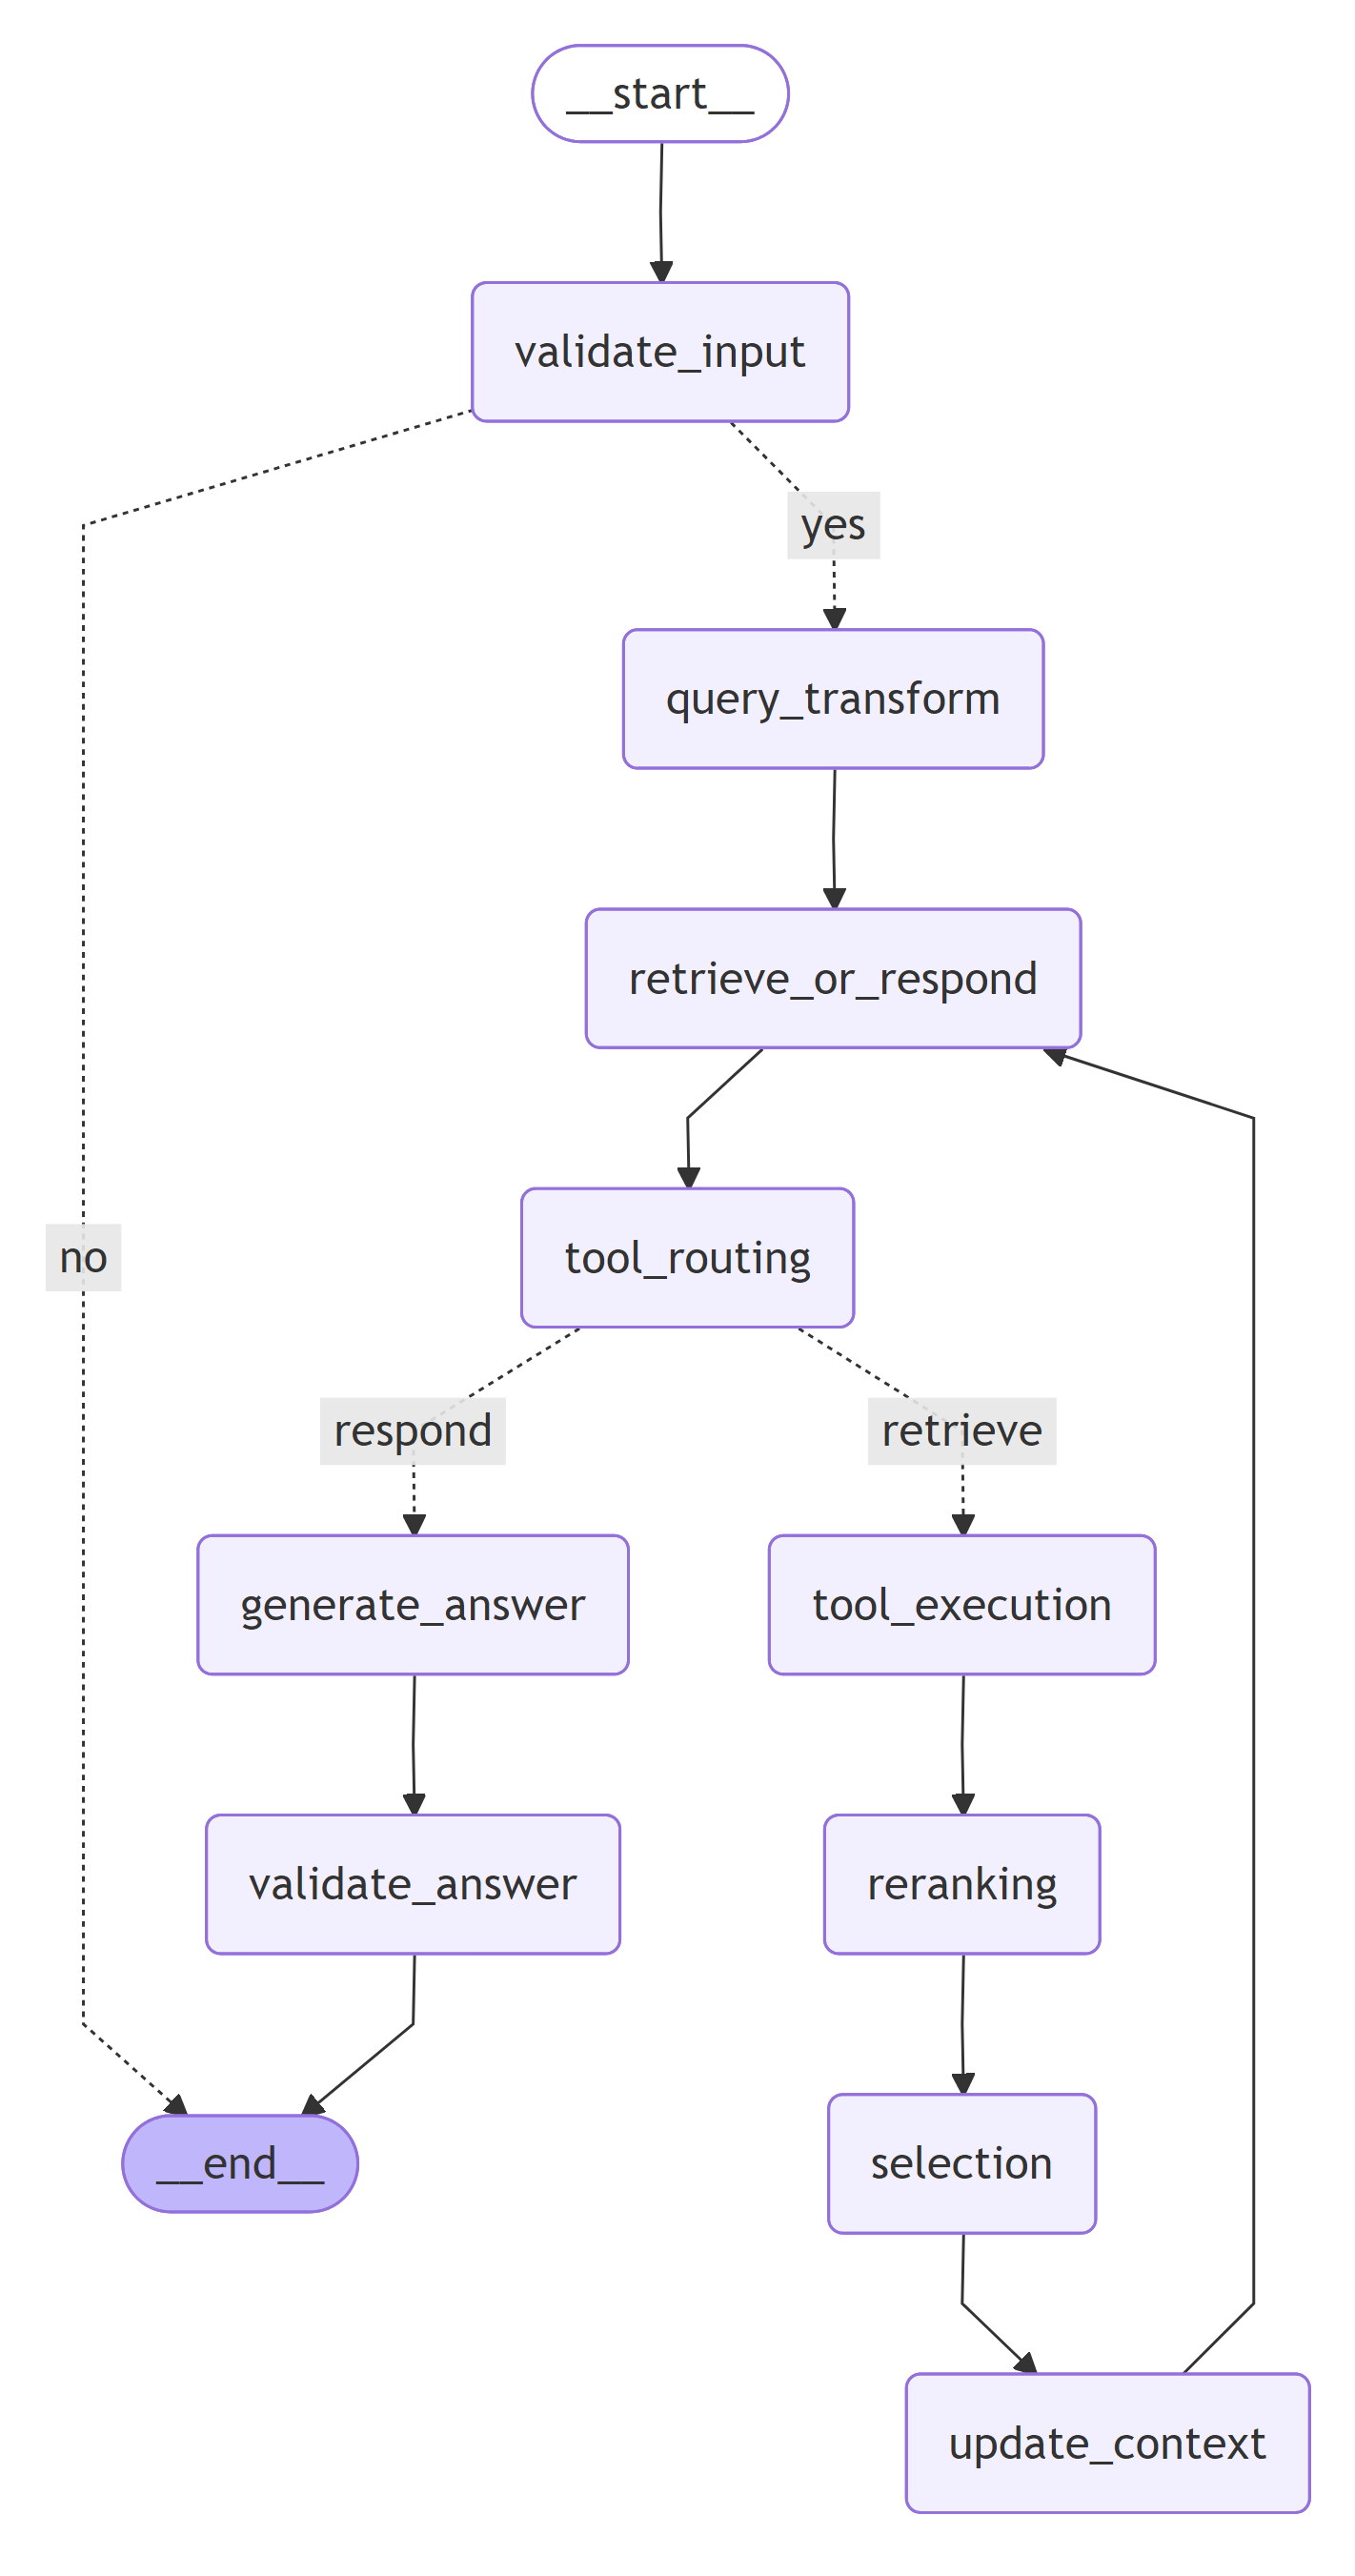 __start__
validate_input
yes
query_transform
retrieve_or_respond
no
tool_routing
respond
retrieve
generate_answer
tool_execution
validate_answer
reranking
__end__
selection
update_context